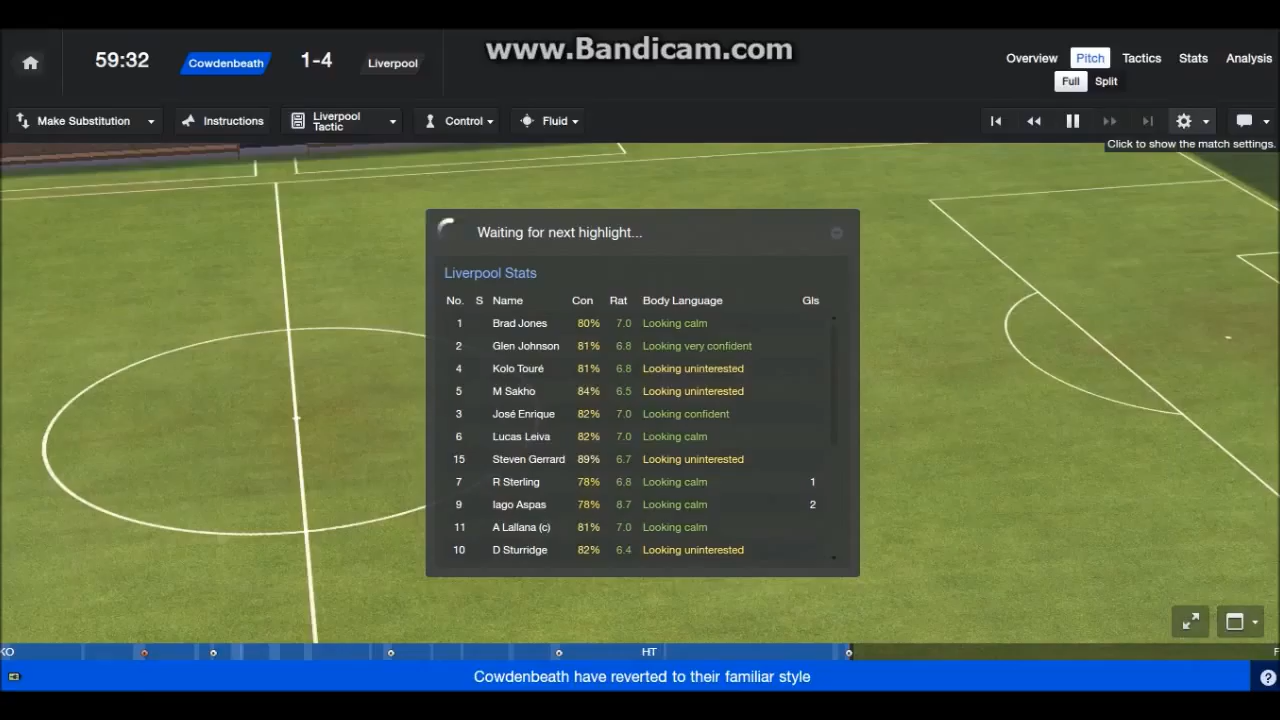 www.Bandicam.com
59:32 Cowdenbeath 1-4 Liverpool
Overview Pitch Tactics Stats Analysis
Full Split
Make Substitution Instructions Liverpool Tactic Control Fluid
Click to show the match settings.
Waiting for next highlight...
Liverpool Stats
No. S Name Con Rat Body Language Gls
1 Brad Jones 80% 7.0 Looking calm
2 Glen Johnson 81% 6.8 Looking very confident
4 Kolo Touré 81% 6.8 Looking uninterested
5 M Sakho 84% 6.5 Looking uninterested
3 José Enrique 82% 7.0 Looking confident
6 Lucas Leiva 82% 7.0 Looking calm
15 Steven Gerrard 89% 6.7 Looking uninterested
7 R Sterling 78% 6.8 Looking calm 1
9 Iago Aspas 78% 8.7 Looking calm 2
11 A Lallana (c) 81% 7.0 Looking calm
10 D Sturridge 82% 6.4 Looking uninterested
KO HT F
Cowdenbeath have reverted to their familiar style
?